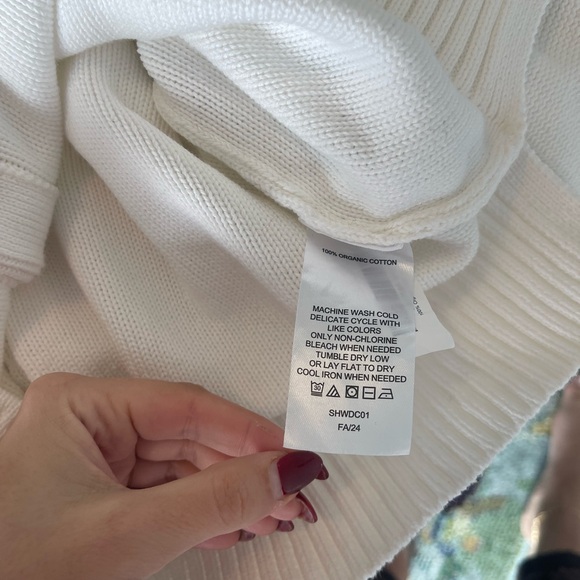 100% ORGANIC COTTON
MACHINE WASH COLD
DELICATE CYCLE WITH
LIKE COLORS
ONLY NON-CHLORINE
BLEACH WHEN NEEDED
TUMBLE DRY LOW
OR LAY FLAT TO DRY
COOL IRON WHEN NEEDED
30
SHWDC01
FA/24